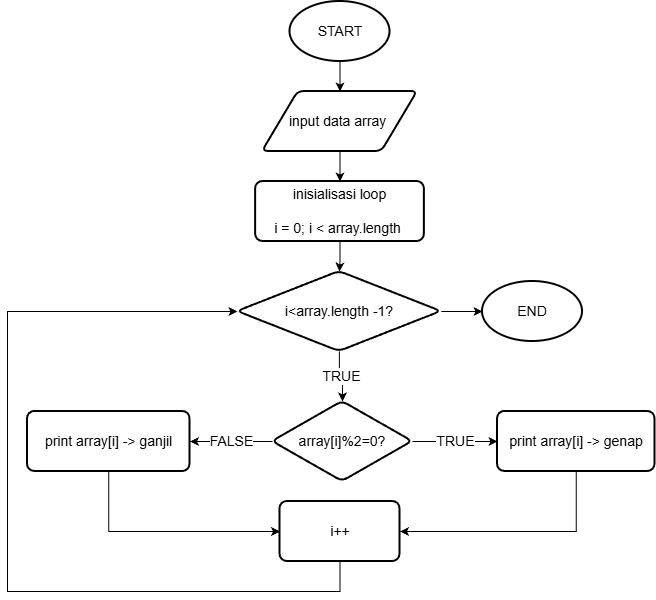 START
input data array
inisialisasi loop
i = 0; i < array.length
i<array.length -1?
END
TRUE
print array[i] -> ganjil
FALSE
array[i]%2=0?
TRUE
print array[i] -> genap
i++